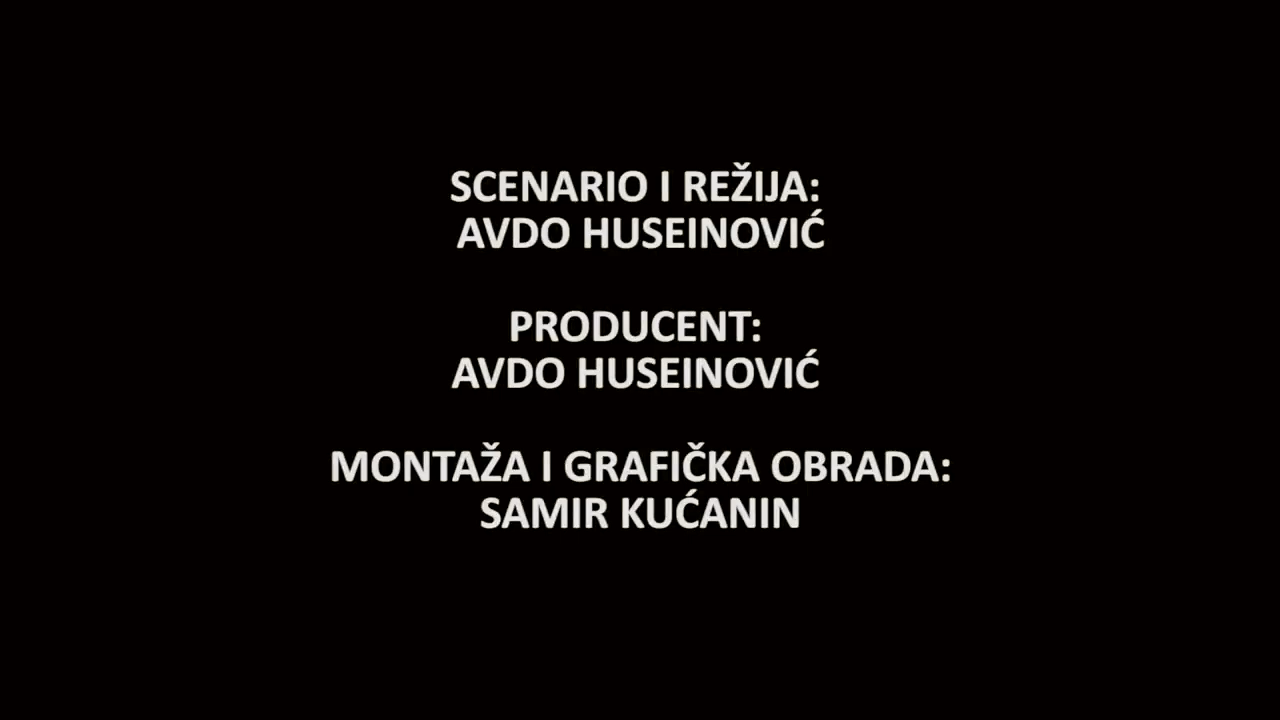 SCENARIO I REŽIJA:
AVDO HUSEINOVIĆ
PRODUCENT:
AVDO HUSEINOVIĆ
MONTAŽA I GRAFIČKA OBRADA:
SAMIR KUĆANIN